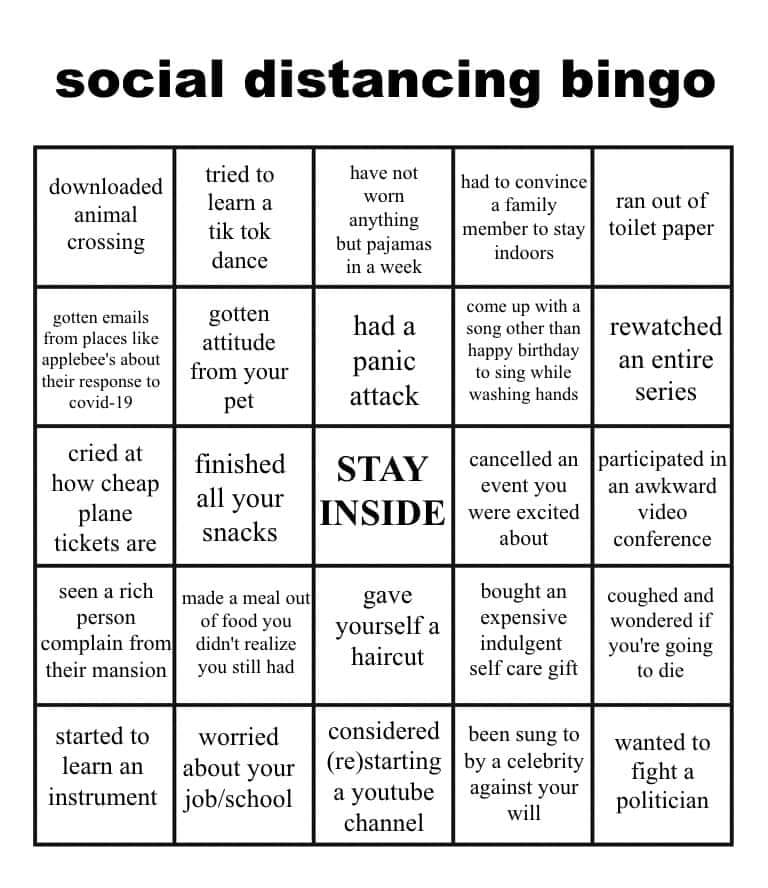 social distancing bingo
downloaded
animal
crossing
tried to
learn a
tik tok
dance
have not
worn
anything
but pajamas
in a week
had to convince
a family
member to stay
indoors
ran out of
toilet paper
gotten emails
from places like
applebee's about
their response to
covid-19
gotten
attitude
from your
pet
had a
panic
attack
come up with a
song other than
happy birthday
to sing while
washing hands
rewatched
an entire
series
cried at
how cheap
plane
tickets are
finished
all your
snacks
STAY
INSIDE
cancelled an
event you
were excited
about
participated in
an awkward
video
conference
seen a rich
person
complain from
their mansion
made a meal out
of food you
didn't realize
you still had
gave
yourself a
haircut
bought an
expensive
indulgent
self care gift
coughed and
wondered if
you're going
to die
started to
learn an
instrument
worried
about your
job/school
considered
(re)starting
a youtube
channel
been sung to
by a celebrity
against your
will
wanted to
fight a
politician